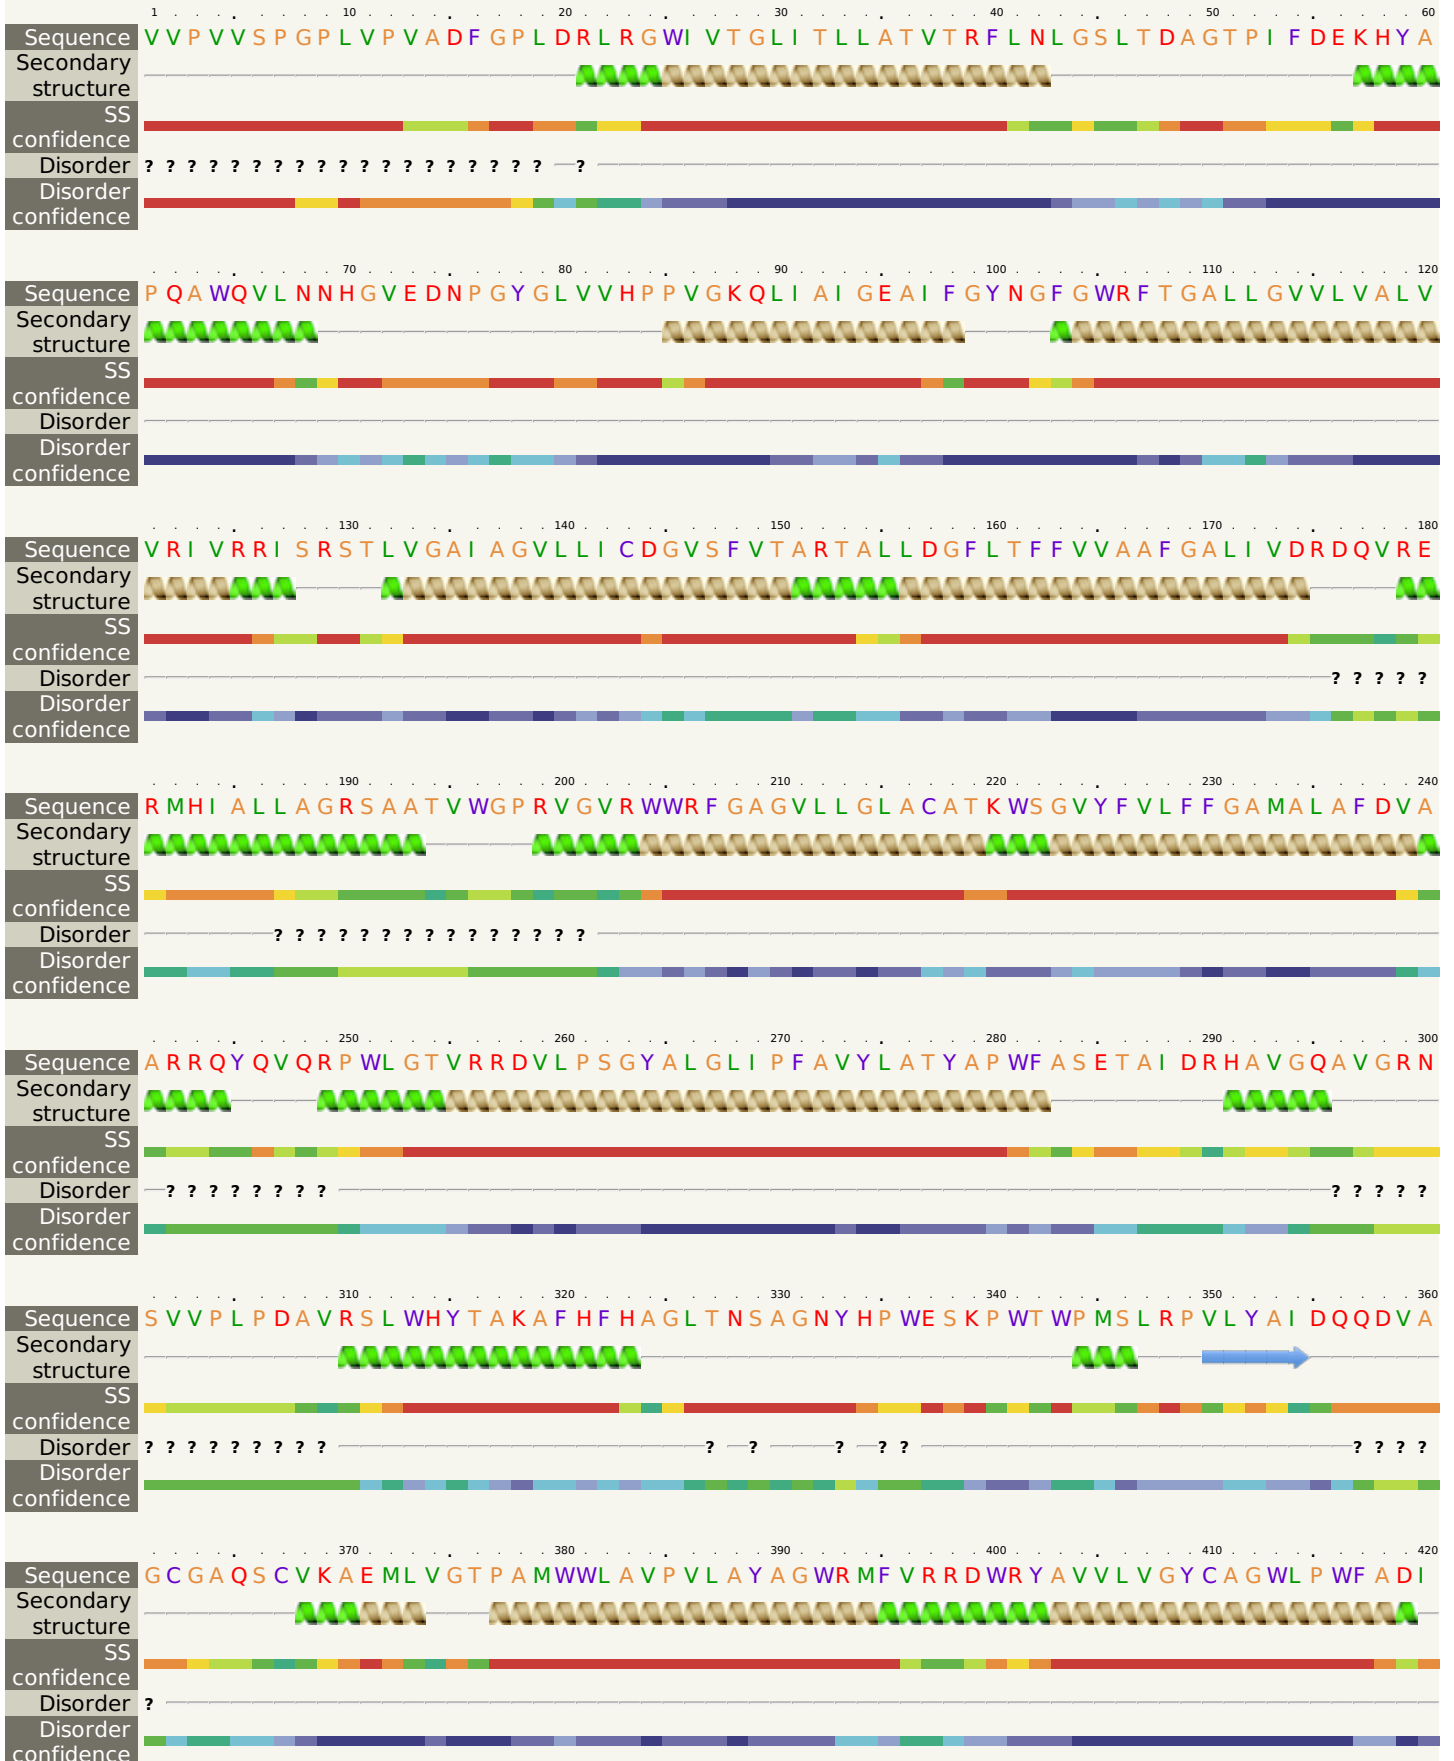 1 10 20 30 40 50 60
Sequence VVPVVSPGPLVPVADFGPLDRLRGWIVTGLITLLATVTRFLNLGSLTDAGTPIFDEKHYA
Secondary
structure
SS
confidence
Disorder ? ? ? ? ? ? ? ? ? ? ? ? ? ? ? ? ? ? ? ?
Disorder
confidence
70 80 90 100 110 120
Sequence PQAWQVLNNHGVEDNPGYGLVVHPPVGKQLIAIGEAIFGYNGFGWRFTGALLGVVLVALV
Secondary
structure
SS
confidence
Disorder
Disorder
confidence
130 140 150 160 170 180
Sequence VRIVRRISRSTLVGAIAGVLLICDGVSFVTARTALLDGFLTFFVVAAFGALIVDRDQVRE
Secondary
structure
SS
confidence
Disorder ? ? ? ? ?
Disorder
confidence
190 200 210 220 230 240
Sequence RMHIALLAGRSAATVWGPRVGVRWWRFGAGVLLGLACATKWSGVYFVLFFGAMALAFDVA
Secondary
structure
SS
confidence
Disorder ? ? ? ? ? ? ? ? ? ? ? ? ? ? ?
Disorder
confidence
250 260 270 280 290 300
Sequence ARRQYQVQRPWLGTVRRDVLPSGYALGLIPFAVYLATYAPWFASETAIDRHAVGQAVGRN
Secondary
structure
SS
confidence
Disorder ? ? ? ? ? ? ? ? ? ? ? ? ?
Disorder
confidence
310 320 330 340 350 360
Sequence SVVPLPDAVRSLWHYTAKAFHFHAGLTNSAGNYHPWESKPWTWPMSLRPVLYAIDQQDVA
Secondary
structure
SS
confidence
Disorder ? ? ? ? ? ? ? ? ? ? ? ? ? ? ? ? ? ?
Disorder
confidence
370 380 390 400 410 420
Sequence GCGAQSCVKAEMLVGTPAMWWLAVPVLAYAGWRMFVRRDWRYAVVLVGYCAGWLPWFADI
Secondary
structure
SS
confidence
Disorder ?
Disorder
confidence